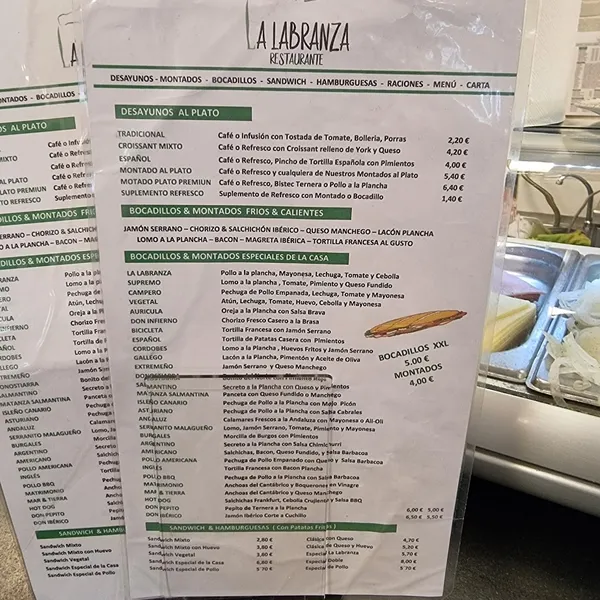 LA LABRANZA
RESTAURANTE
DESAYUNOS - MONTADOS - BOCADILLOS - SANDWICH - HAMBURGUESAS - RACIONES - MENÚ - CARTA
DESAYUNOS AL PLATO
TRADICIONAL Café o Infusión con Tostada de Tomate, Bolleria, Porras 2,20 €
CROISSANT MIXTO Café o Refresco con Croissant relleno de York y Queso 4,20 €
ESPAÑOL Café o Refresco, Pincho de Tortilla Española con Pimientos 4,00 €
MONTADO AL PLATO Café o Refresco y cualquiera de Nuestros Montados al Plato 5,40 €
MOTADO PLATO PREMIUN Café o Refresco, Bistec Ternera o Pollo a la Plancha 6,40 €
SUPLEMENTO REFRESCO Suplemento de Refresco con Montado o Bocadillo 1,40 €
BOCADILLOS & MONTADOS FRIOS & CALIENTES
JAMÓN SERRANO – CHORIZO & SALCHICHÓN IBÉRICO – QUESO MANCHEGO – LACÓN PLANCHA
LOMO A LA PLANCHA – BACON – MAGRETA IBÉRICA – TORTILLA FRANCESA AL GUSTO
BOCADILLOS & MONTADOS ESPECIALES DE LA CASA
LA LABRANZA Pollo a la plancha, Mayonesa, Lechuga, Tomate y Cebolla
SUPREMO Lomo a la plancha , Tomate, Pimiento y Queso Fundido
CAMPERO Pechuga de Pollo Empanada, Lechuga, Tomate y Mayonesa
VEGETAL Atún, Lechuga, Tomate, Huevo, Cebolla y Mayonesa
AURICULA Oreja a la Plancha con Salsa Brava
DON INFIERNO Chorizo Fresco Casero a la Brasa
BICICLETA Tortilla Francesa con Jamón Serrano
ESPAÑOL Tortilla de Patatas Casera con Pimientos
CORDOBES Lomo a la Plancha , Huevos Fritos y Jamón Serrano
GALLEGO Lacón a la Plancha, Pimentón y Aceite de Oliva
EXTREMEÑO Jamón Serrano y Queso Manchego
BOCADILLOS XXL
5,00 €
MONTADOS
4,00 €
SALMANTINO Secreto a la Plancha con Queso y Pimientos
MATANZA SALMANTINA Panceta con Queso Fundido o Manchego
ISLEÑO CANARIO Pechuga de Pollo a la Plancha con Mojo Picón
ASTURIANO Pechuga de Pollo a la Plancha con Salsa Cabrales
ANDALUZ Calamares Frescos a la Andaluza con Mayonesa o Ali-Oli
SERRANITO MALAGUEÑO Lomo, Jamón Serrano, Tomate, Pimiento y Mayonesa
BURGALES Morcilla de Burgos con Pimientos
ARGENTINO Secreto a la Plancha con Salsa Chimichurri
AMERICANO Salchichas, Bacon, Queso Fundido, y Salsa Barbacoa
POLLO AMERICANA Pechuga de Pollo Empanado con Queso y Salsa Barbacoa
INGLES Tortilla Francesa con Bacon Plancha
POLLO BBQ Pechuga de Pollo a la Plancha y Salsa Barbacoa
MATRIMONIO Anchoas del Cantábrico y Boquerones en Vinagre
MAR & TIERRA Anchoas del Cantábrico y Queso Manchego
HOT DOG Salchichas Frankfurt, Cebolla Crujiente y Salsa BBQ
DON PEPITO Pepito de Ternera a la Plancha 6,00 € 5,00 €
DON IBÉRICO Jamón Ibérico Corte a Cuchillo 6,50 € 5,50 €
SANDWICH & HAMBURGUESAS ( Con Patatas Fritas )
Sandwich Mixto 2,80 € Clásica con Queso 4,70 €
Sandwich Mixto con Huevo 3,80 € Clásica de Queso y Huevo 5,20 €
Sandwich Vegetal 3,80 € Especial La Labranza 5,70 €
Sandwich Especial de la Casa 6,80 € Especial Doble 8,00 €
Sandwich Especial de Pollo 5´70 € Especial de Pollo 5´70 €